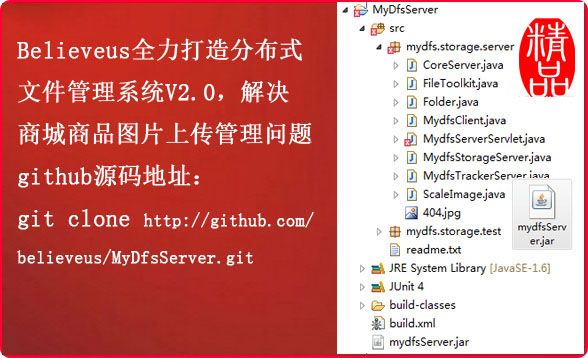 Believeus全力打造分布式
文件管理系统V2.0，解决
商城商品图片上传管理问题
github源码地址：
git clone http://github.com/
believeus/MyDfsServer.git
MyDfsServer
src
mydfs.storage.server
CoreServer.java
FileToolkit.java
Folder.java
MydfsClient.java
MydfsServerServlet.java
MydfsStorageServer.java
MydfsTrackerServer.java
ScaleImage.java
404.jpg
mydfs.storage.test
readme.txt
JRE System Library [JavaSE-1.6]
JUnit 4
build-classes
build.xml
mydfsServer.jar
精品
mydfsServ
er.jar